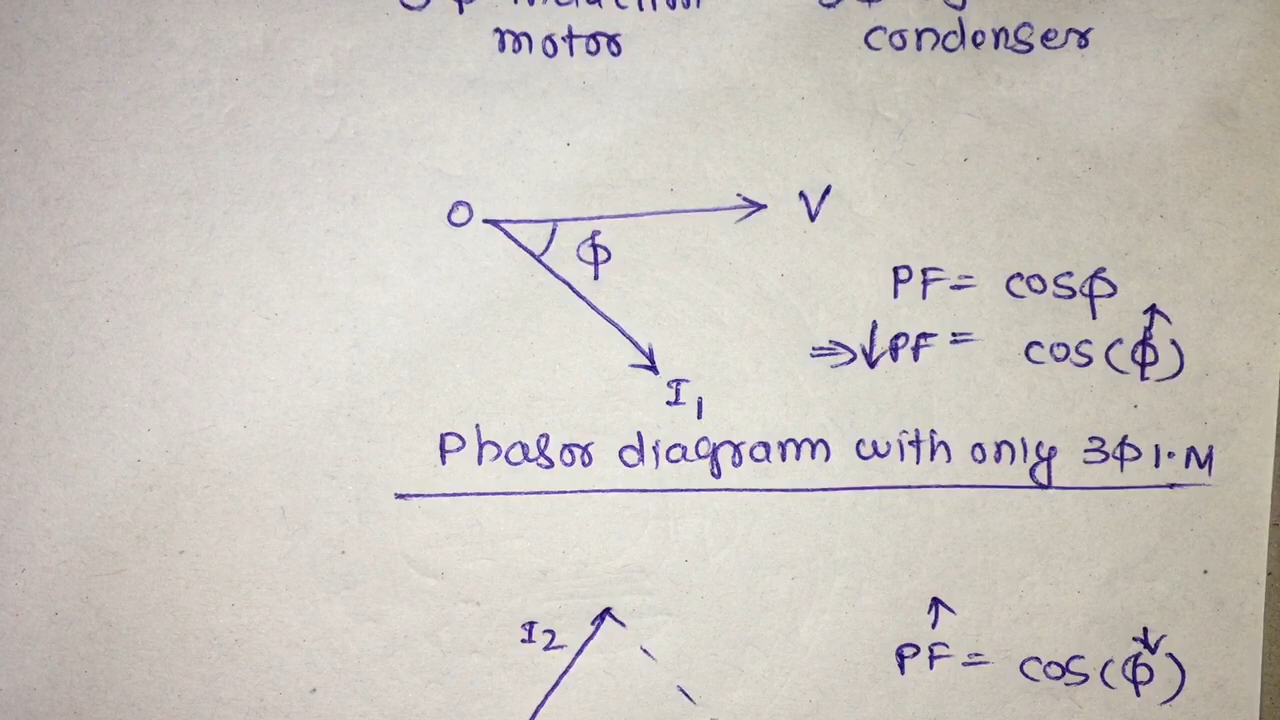 motor
condenser
O
V
ϕ
PF = cosϕ
⇒ ↓PF = cos(ϕ↑)
I1
Phasor diagram with only 3ϕ I.M
I2
↑
PF = cos(ϕ↓)